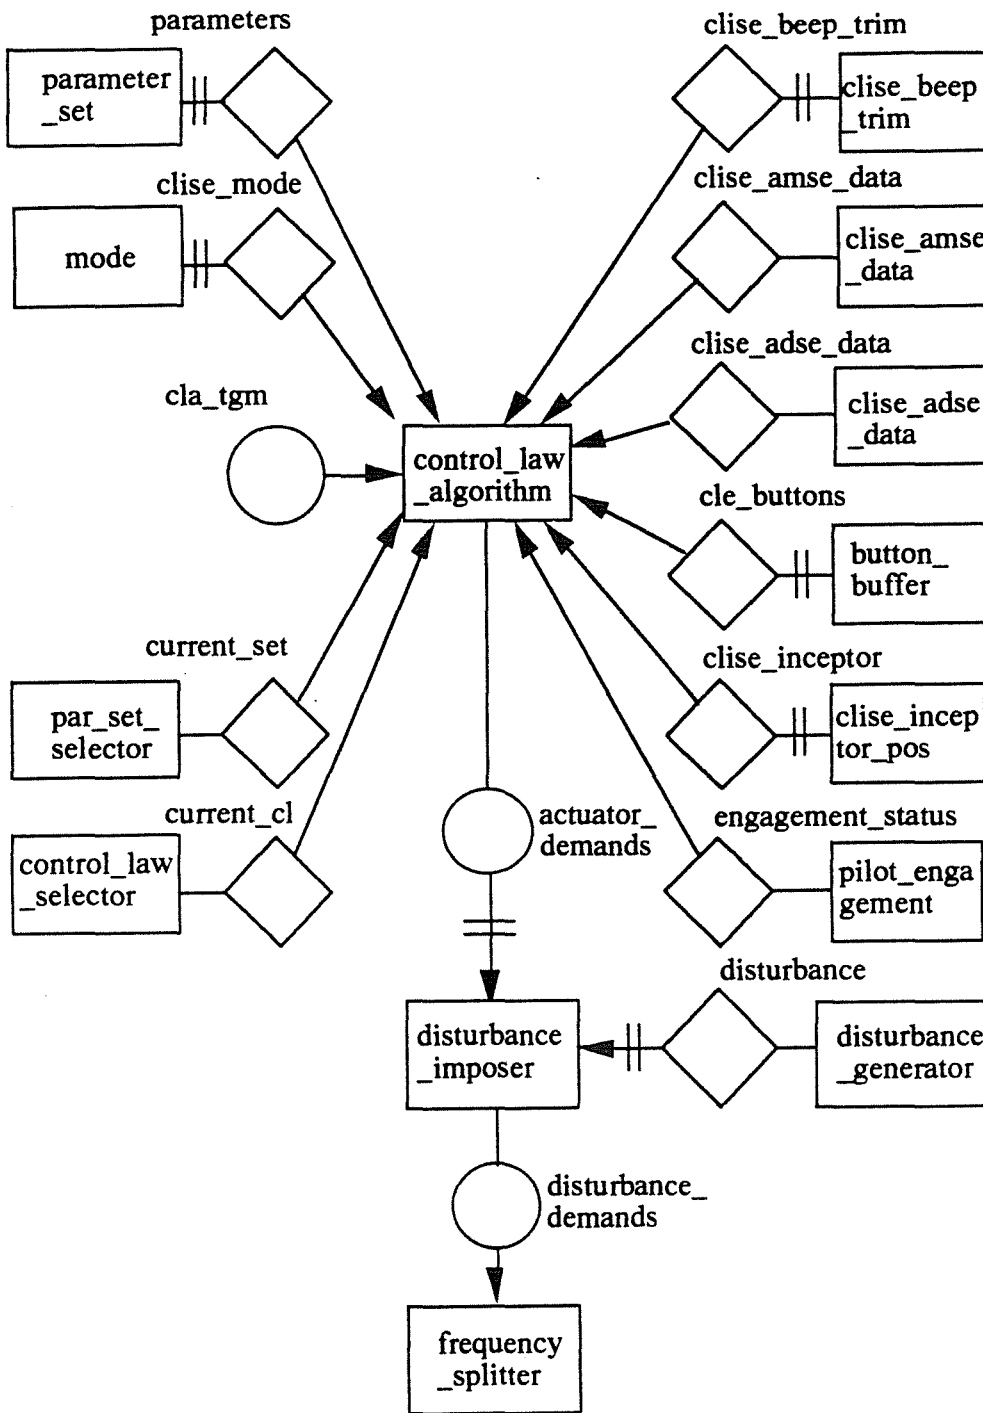 parameters
clise_beep_trim
parameter
_set
clise_beep
_trim
clise_mode
clise_amse_data
mode
clise_amse
_data
clise_adse_data
cla_tgm
clise_adse
_data
control_law
_algorithm
cle_buttons
button_
buffer
current_set
clise_inceptor
par_set_
selector
clise_incep
tor_pos
current_cl
actuator_
demands
engagement_status
control_law
_selector
pilot_enga
gement
disturbance
disturbance
_imposer
disturbance
_generator
disturbance_
demands
frequency
_splitter